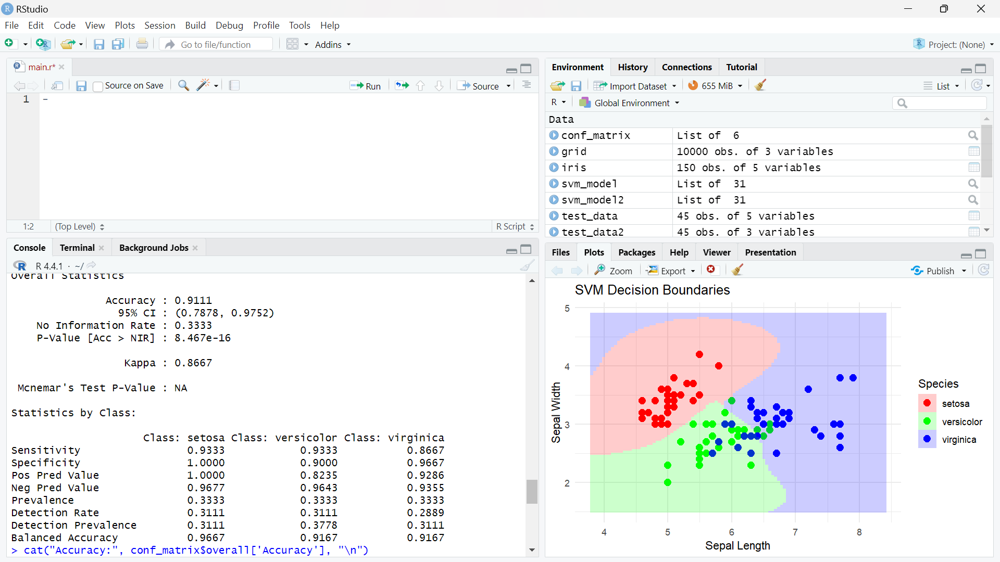 RStudio
File Edit Code View Plots Session Build Debug Profile Tools Help
Go to file/function Addins Project: (None)
main.r*
Source on Save Run Source
1 -
1:2 (Top Level) R Script
Console Terminal Background Jobs
R 4.4.1 · ~/
Overall Statistics
Accuracy : 0.9111
95% CI : (0.7878, 0.9752)
No Information Rate : 0.3333
P-Value [Acc > NIR] : 8.467e-16
Kappa : 0.8667
Mcnemar's Test P-Value : NA
Statistics by Class:
Class: setosa Class: versicolor Class: virginica
Sensitivity 0.9333 0.9333 0.8667
Specificity 1.0000 0.9000 0.9667
Pos Pred Value 1.0000 0.8235 0.9286
Neg Pred Value 0.9677 0.9643 0.9355
Prevalence 0.3333 0.3333 0.3333
Detection Rate 0.3111 0.3111 0.2889
Detection Prevalence 0.3111 0.3778 0.3111
Balanced Accuracy 0.9667 0.9167 0.9167
> cat("Accuracy:", conf_matrix$overall['Accuracy'], "\n")
Environment History Connections Tutorial
Import Dataset 655 MiB List
R Global Environment
Data
conf_matrix List of 6
grid 10000 obs. of 3 variables
iris 150 obs. of 5 variables
svm_model List of 31
svm_model2 List of 31
test_data 45 obs. of 5 variables
test_data2 45 obs. of 3 variables
Files Plots Packages Help Viewer Presentation
Zoom Export Publish
SVM Decision Boundaries
5
4
3
2
Sepal Width
4 5 6 7 8
Sepal Length
Species
setosa
versicolor
virginica